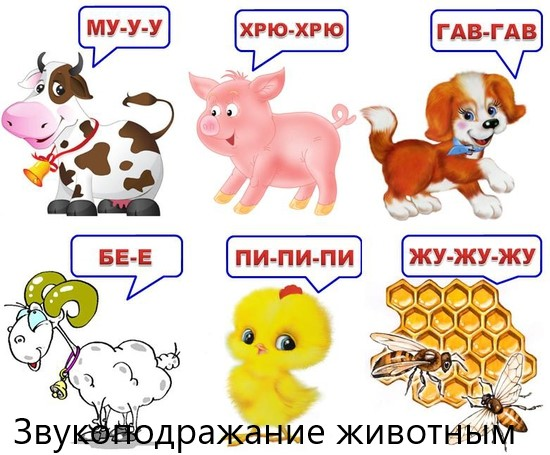 МУ-У-У
ХРЮ-ХРЮ
ГАВ-ГАВ
БЕ-Е
ПИ-ПИ-ПИ
ЖУ-ЖУ-ЖУ
Звукоподражание животным